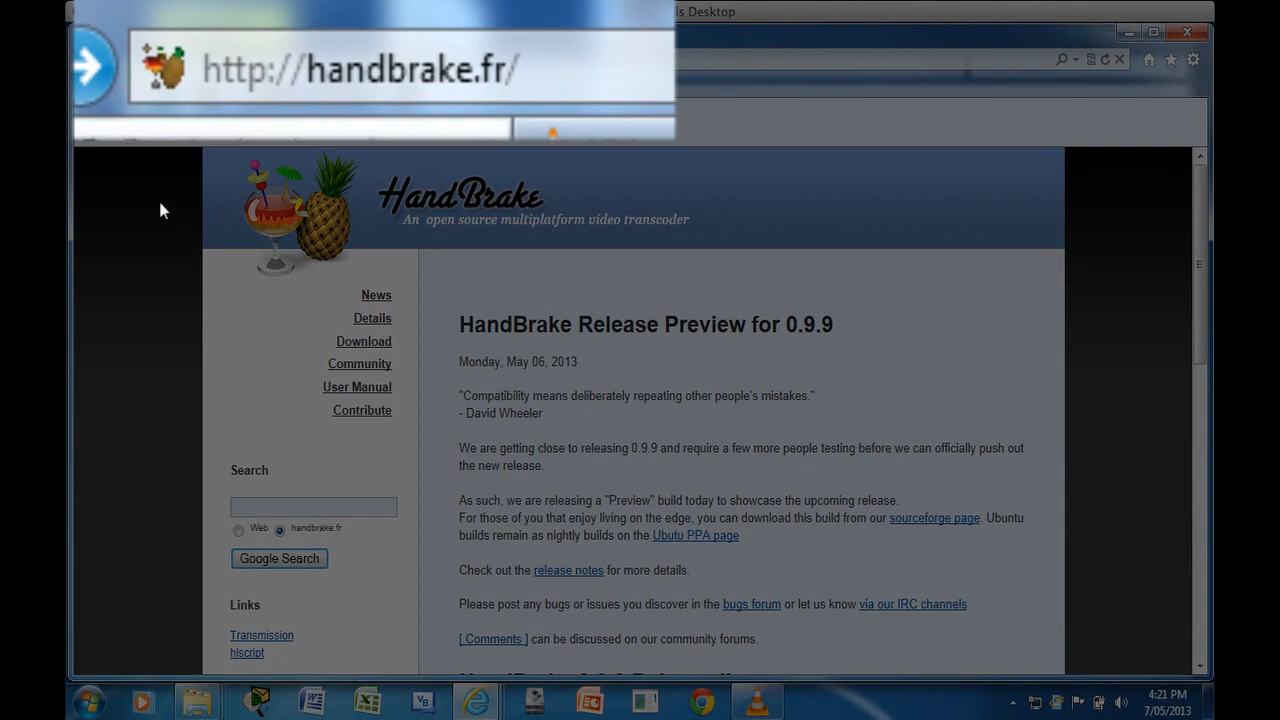 ls Desktop
http://handbrake.fr/
HandBrake
An open source multiplatform video transcoder
News
Details
Download
Community
User Manual
Contribute
Search
Web handbrake.fr
Google Search
Links
Transmission
hlscript
HandBrake Release Preview for 0.9.9
Monday, May 06, 2013
"Compatibility means deliberately repeating other people's mistakes."
- David Wheeler
We are getting close to releasing 0.9.9 and require a few more people testing before we can officially push out
the new release.
As such, we are releasing a "Preview" build today to showcase the upcoming release.
For those of you that enjoy living on the edge, you can download this build from our sourceforge page. Ubuntu
builds remain as nightly builds on the Ubutu PPA page
Check out the release notes for more details.
Please post any bugs or issues you discover in the bugs forum or let us know via our IRC channels.
[ Comments ] can be discussed on our community forums.
4:21 PM
7/05/2013